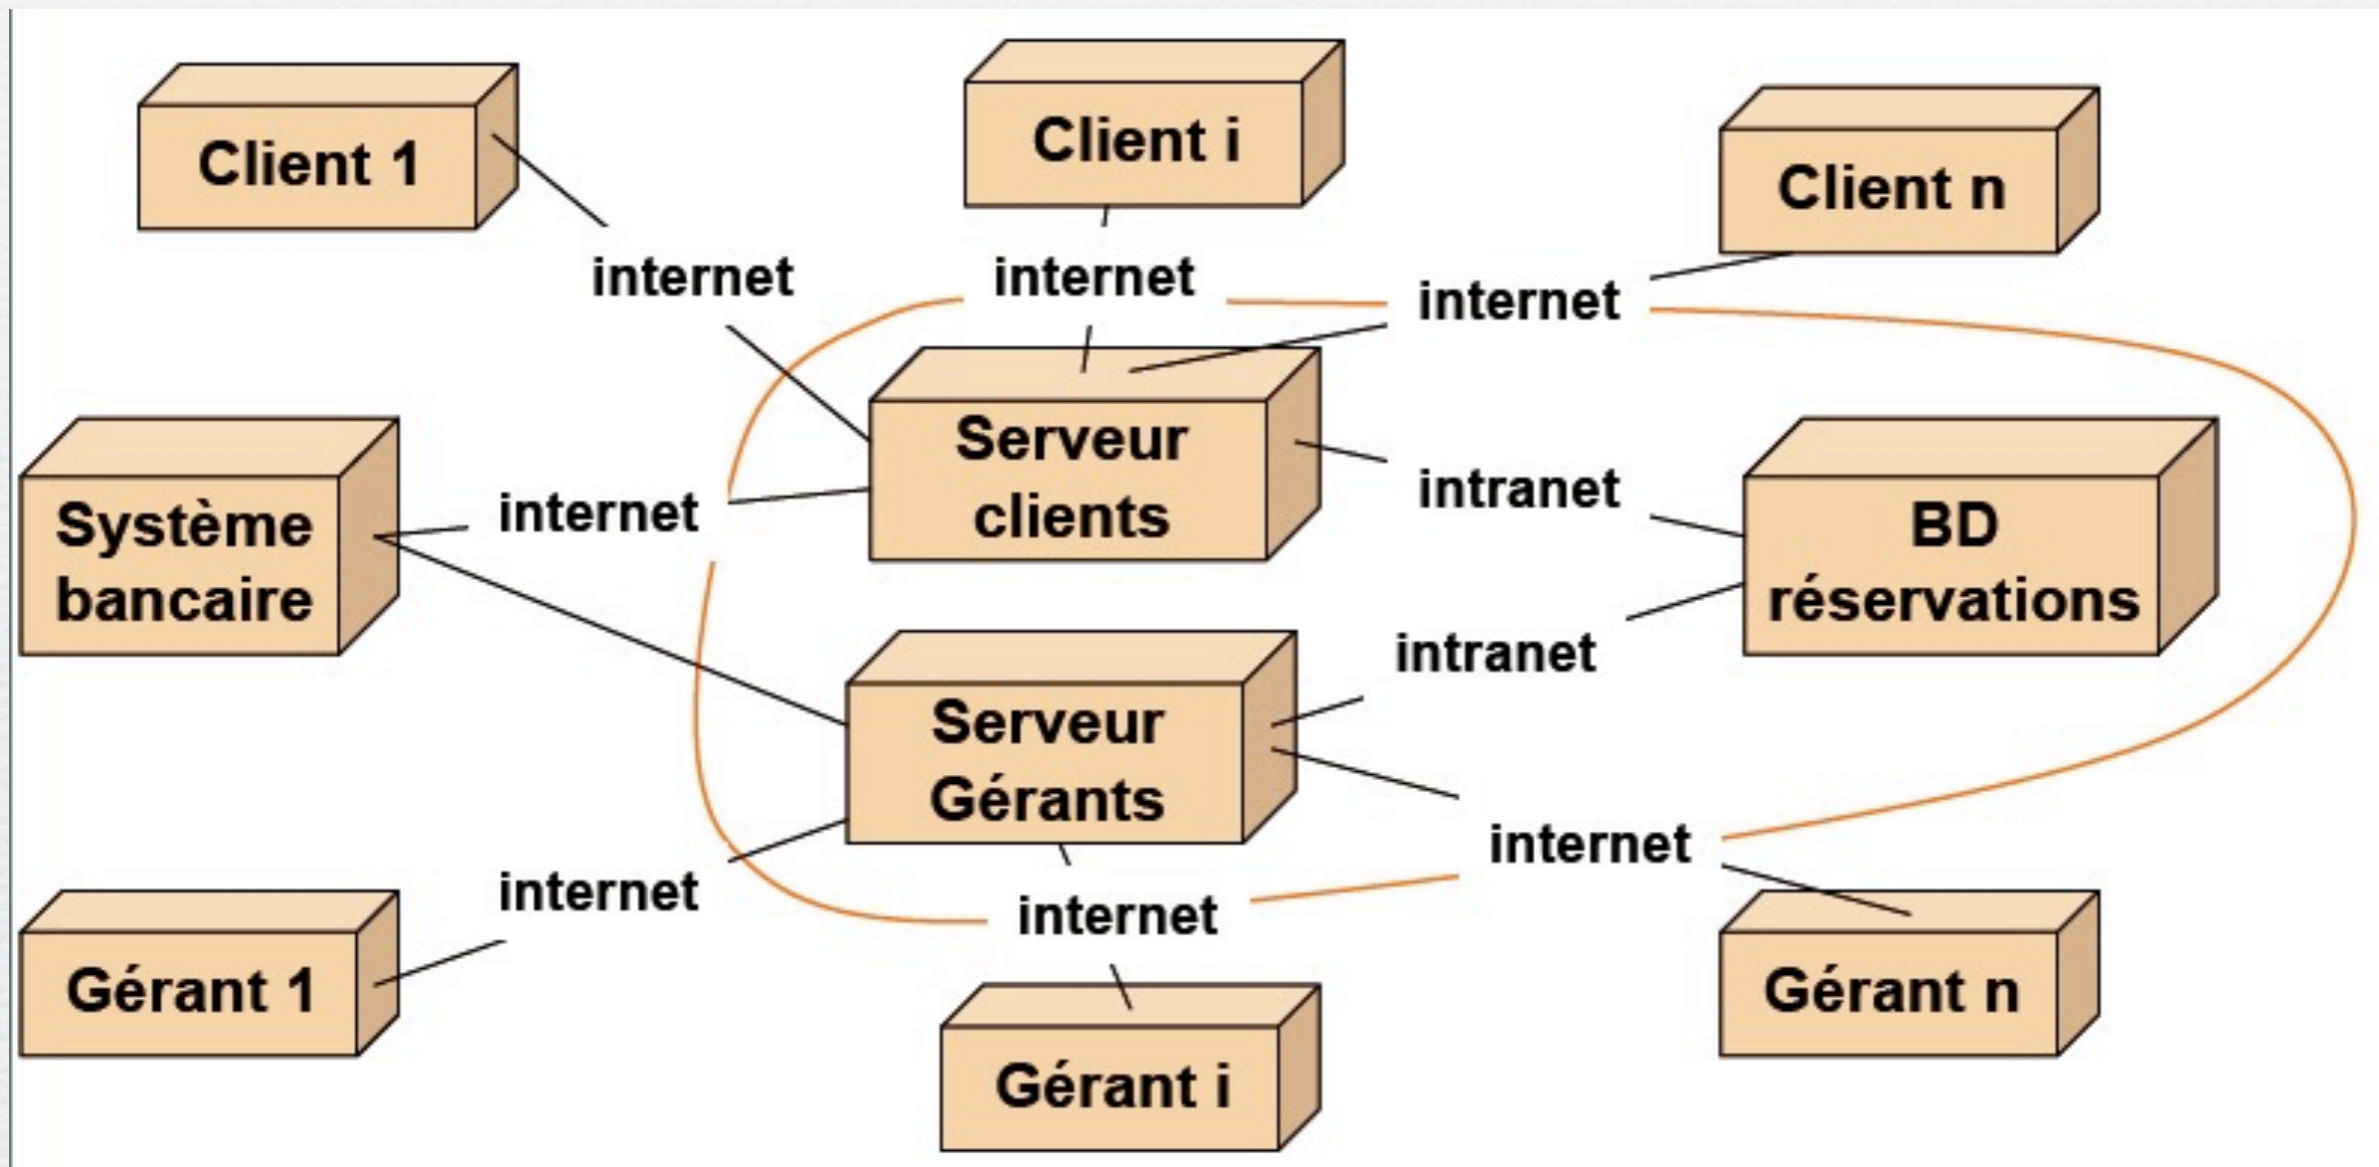 Client 1
Client i
Client n
internet
internet
internet
Serveur
clients
Système
bancaire
internet
intranet
BD
réservations
intranet
Serveur
Gérants
internet
internet
internet
Gérant 1
Gérant i
Gérant n